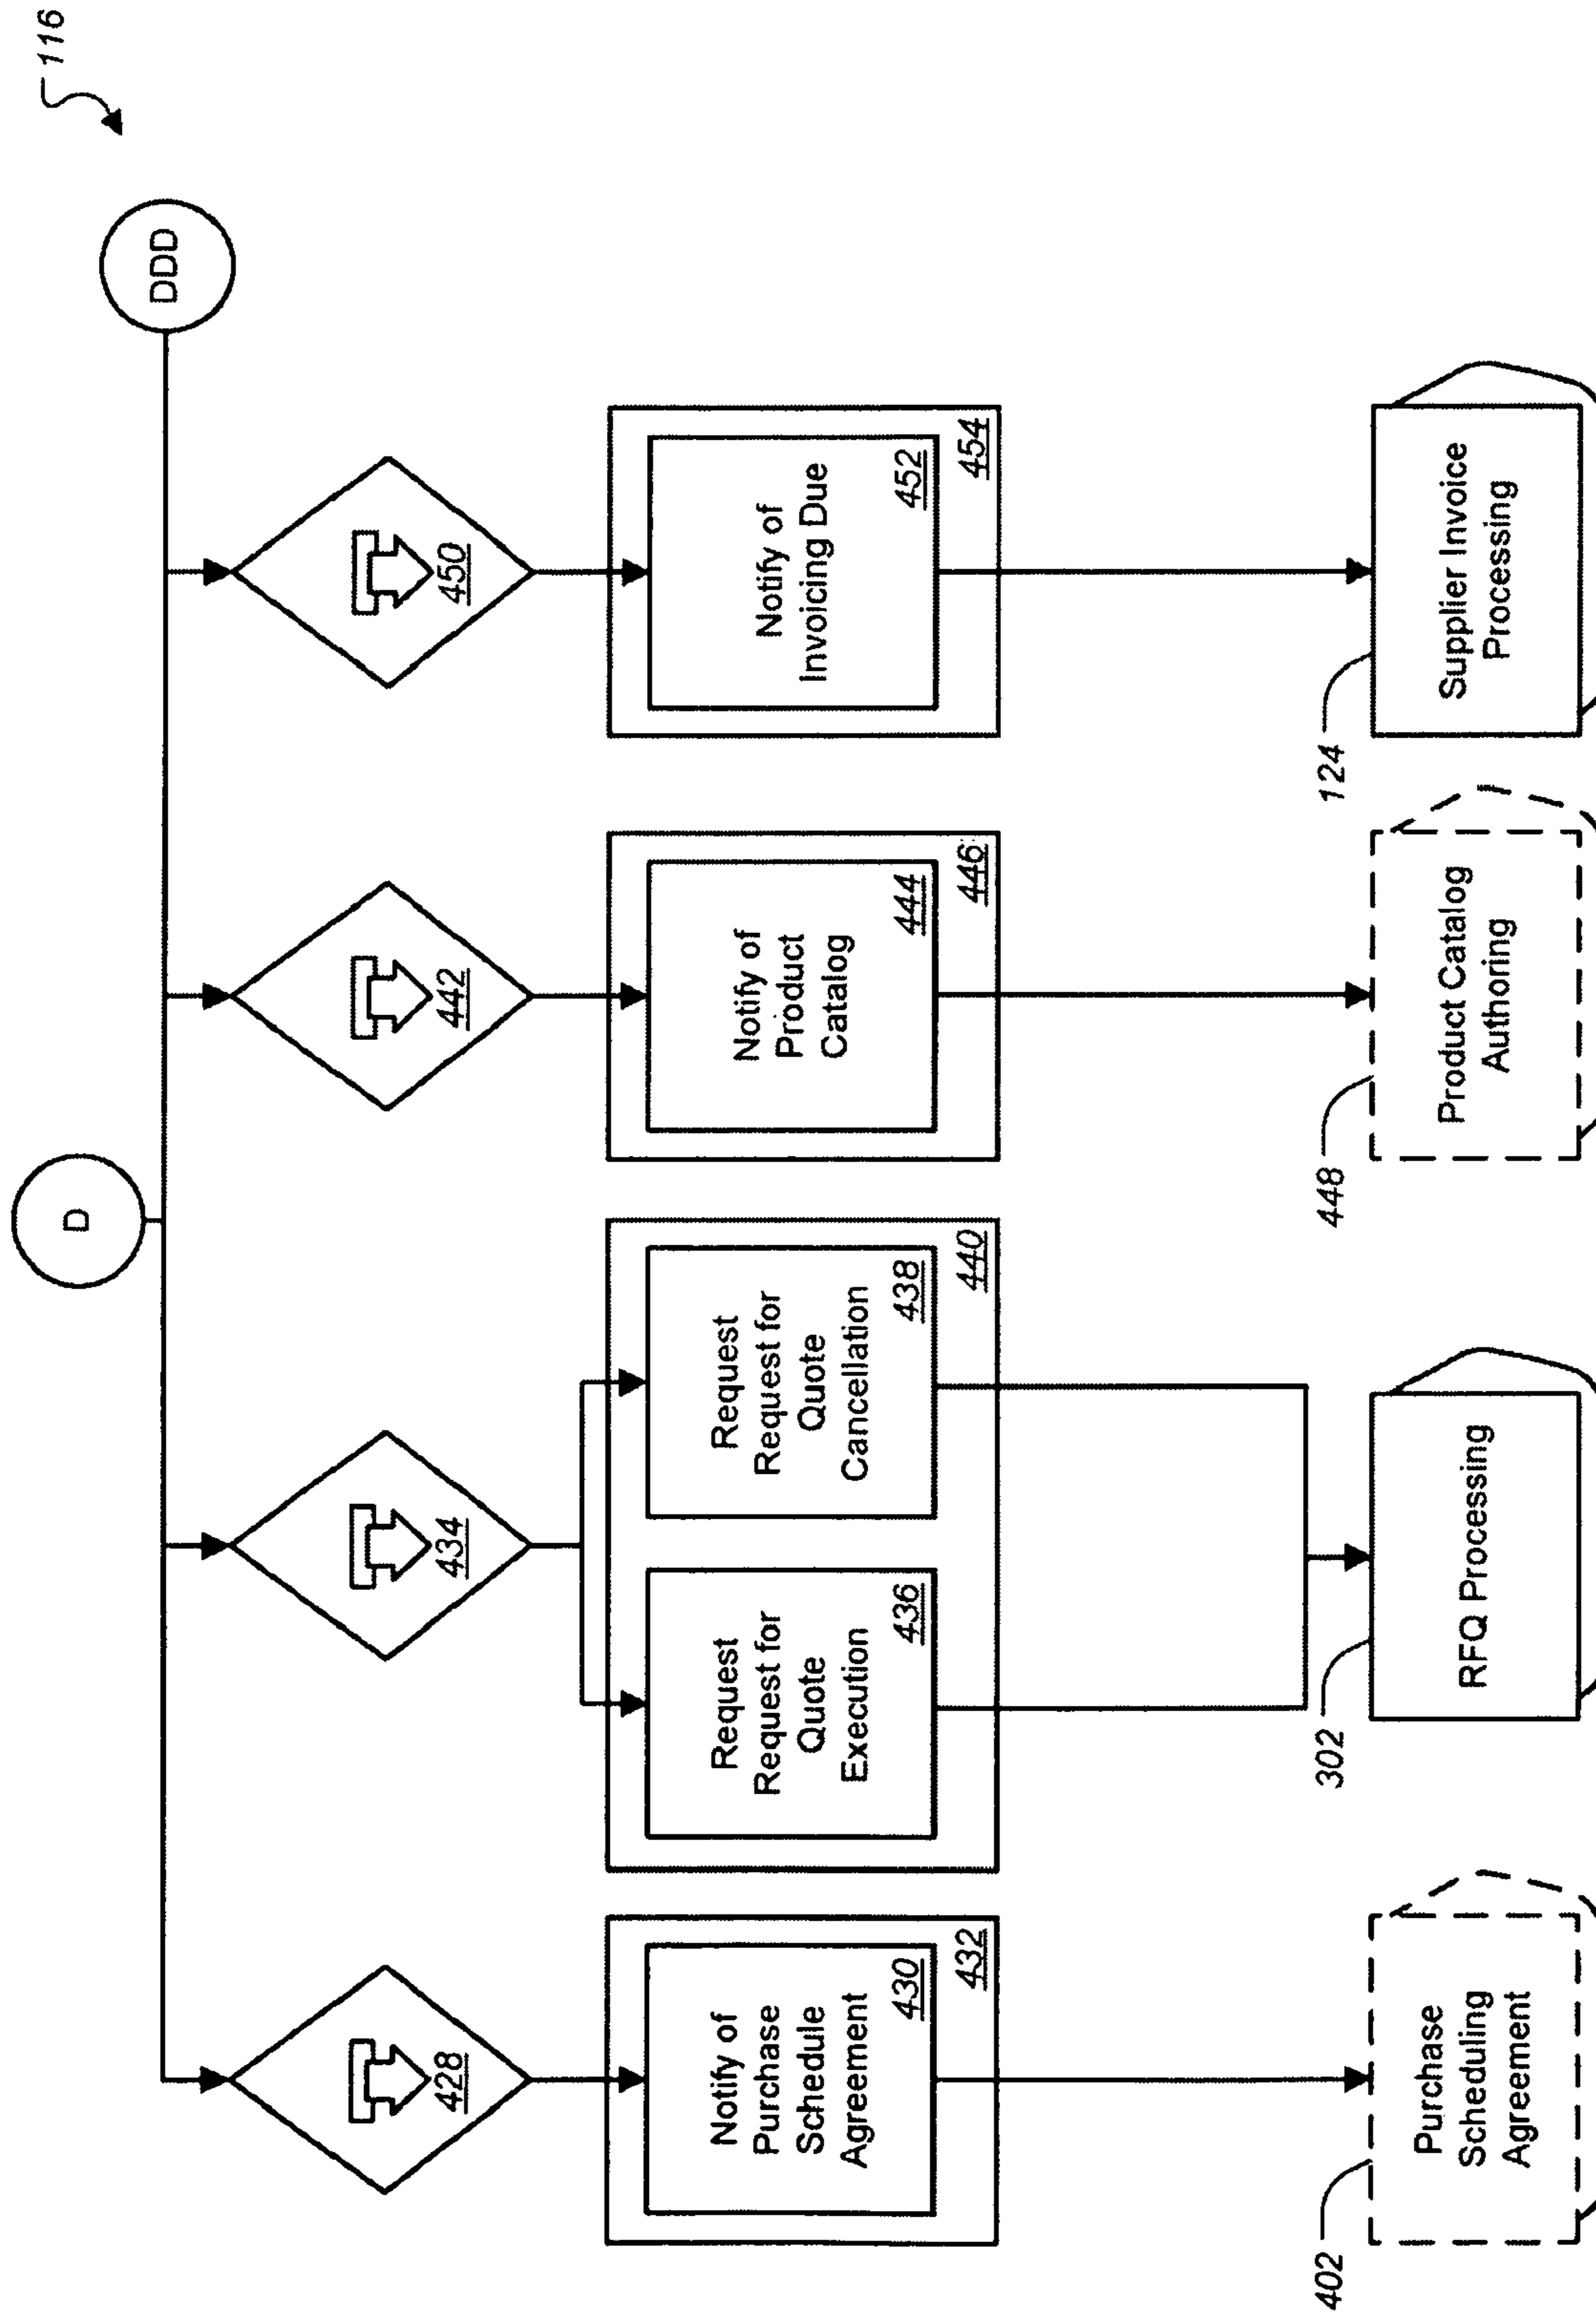 116
D
DDD
428
434
442
450
Notify of
Purchase
Schedule
Agreement
430
432
Request
Request for
Quote
Execution
436
Request
Request for
Quote
Cancellation
438
440
Notify of
Product
Catalog
444
446
Notify of
Invoicing Due
452
454
402
Purchase
Scheduling
Agreement
302
RFQ Processing
448
Product Catalog
Authoring
124
Supplier Invoice
Processing